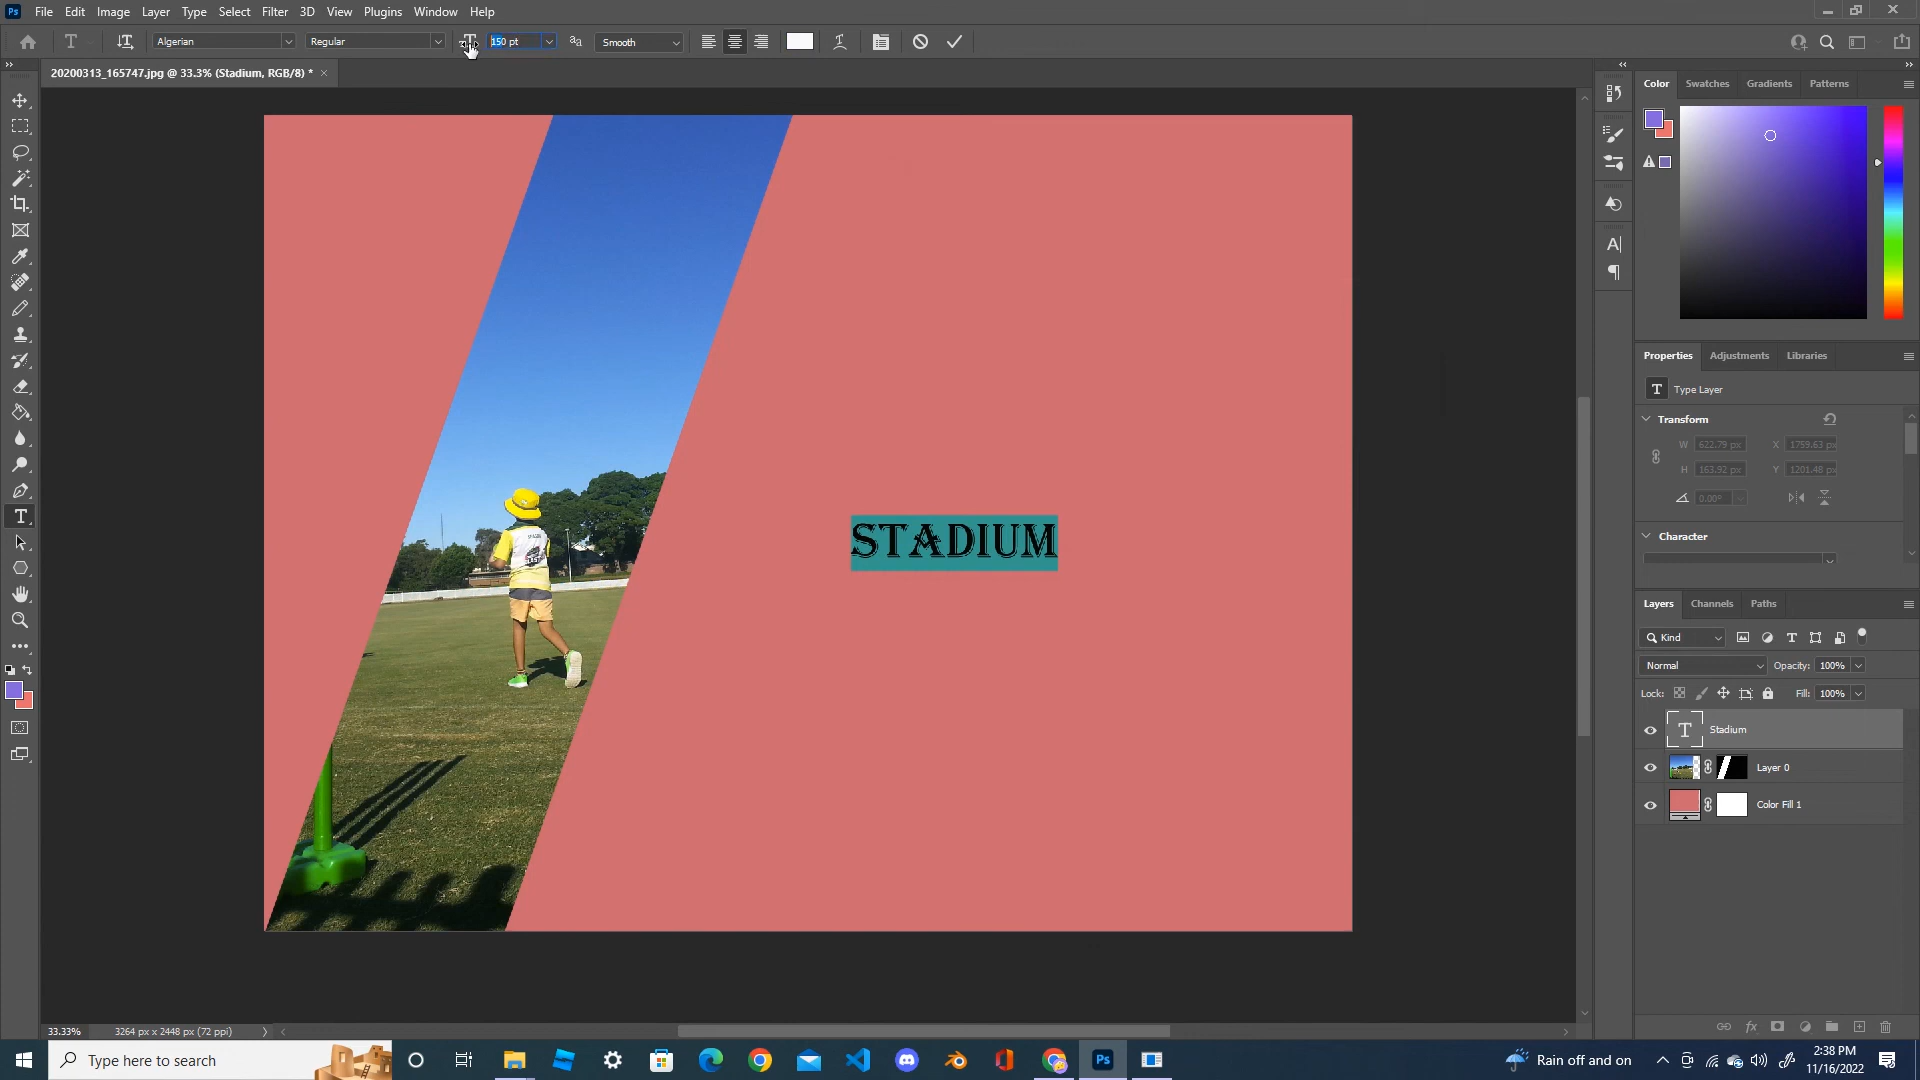 Ps File Edit Image Layer Type Select Filter 3D View Plugins Window Help
T Algerian Regular 150 pt aa Smooth
20200313_165747.jpg @ 33.3% (Stadium, RGB/8) * ×
Color Swatches Gradients Patterns
STADIUM
Properties Adjustments Libraries
T Type Layer
Transform
W 622.79 px X 1759.63 px
H 163.92 px Y 1201.48 px
0.00°
Character
Layers Channels Paths
Kind
Normal Opacity: 100%
Lock: Fill: 100%
T Stadium
Layer 0
Color Fill 1
33.33% 3264 px x 2448 px (72 ppi)
Type here to search
Rain off and on
2:38 PM
11/16/2022